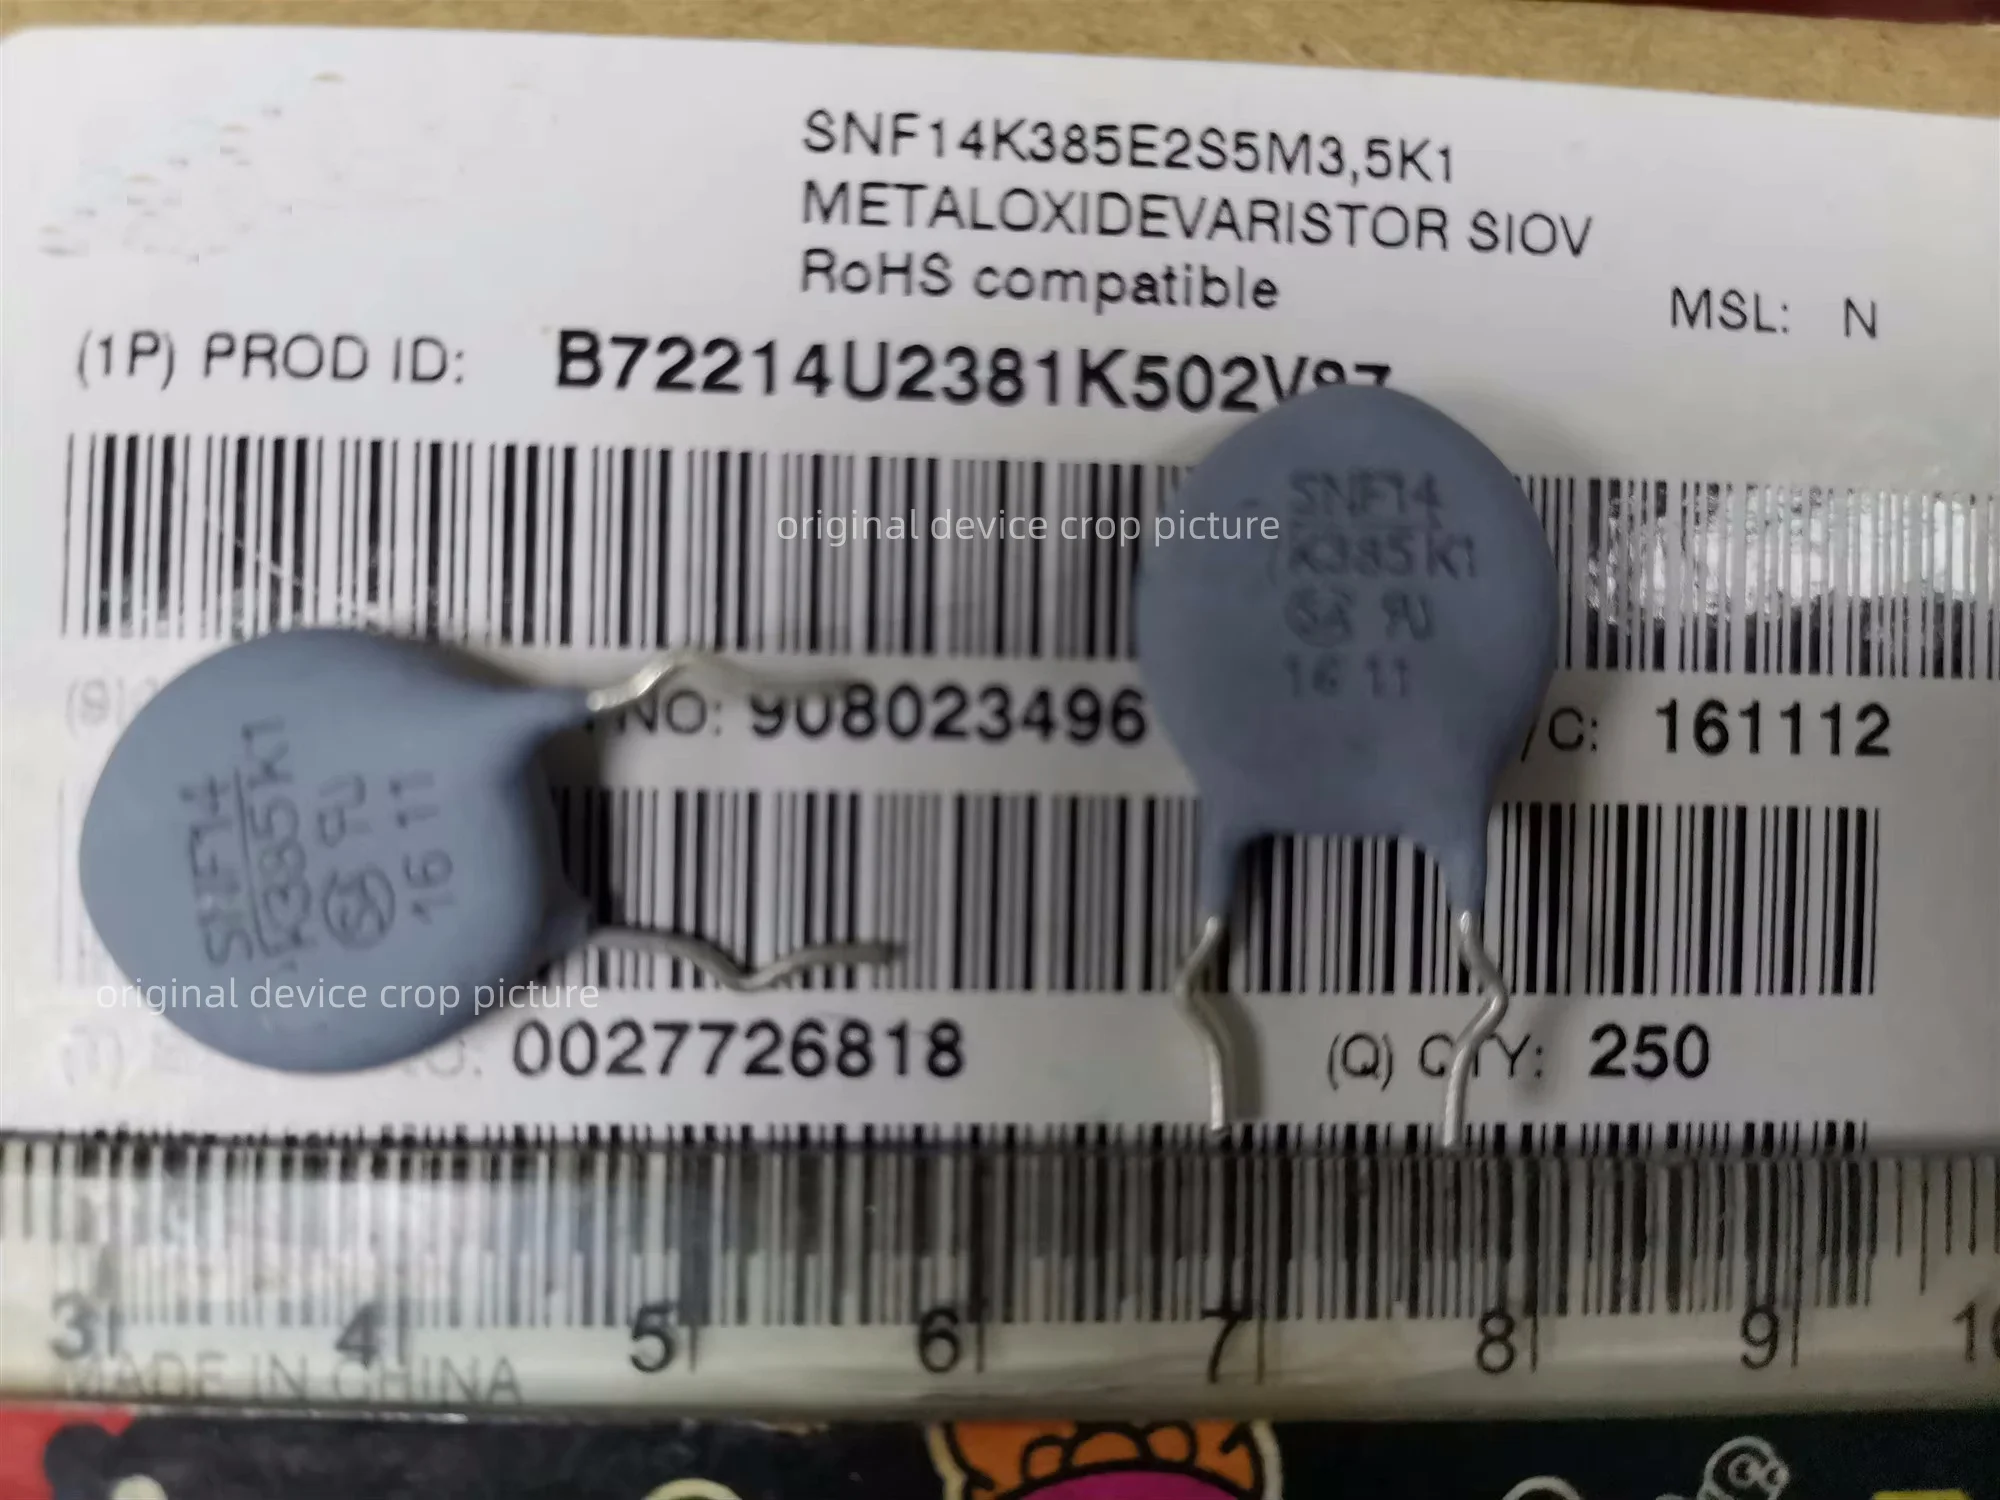 SNF14K385E2S5M3,5K1
METALOXIDEVARISTOR SIOV
RoHS compatible
MSL: N
(1P) PROD ID: B72214U2381K502V87
original device crop picture
SNF14
K385K1
16 11
NO: 908023496
/C: 161112
SNF14
K385K1
16 11
original device crop picture
0027726818
(Q) QTY: 250
3 4 5 6 7 8 9
MADE IN CHINA